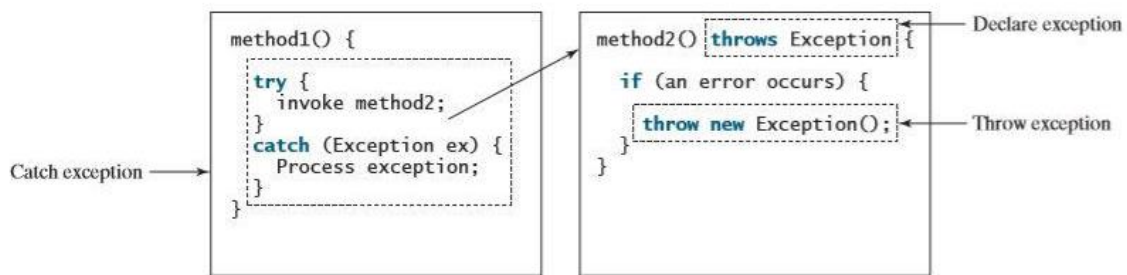 method1() {
try {
invoke method2;
}
catch (Exception ex) {
Process exception;
}
}
Catch exception
method2() throws Exception {
if (an error occurs) {
throw new Exception();
}
}
Declare exception
Throw exception